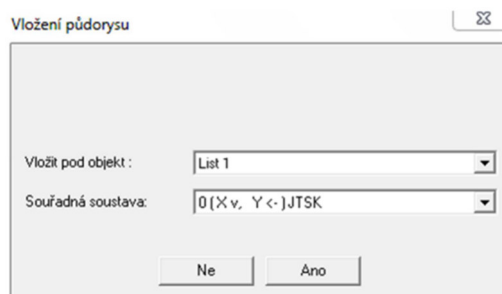 Vložení půdorysu
Vložit pod objekt : List 1
Souřadná soustava: 0 ( X v, Y <- ) JTSK
Ne Ano